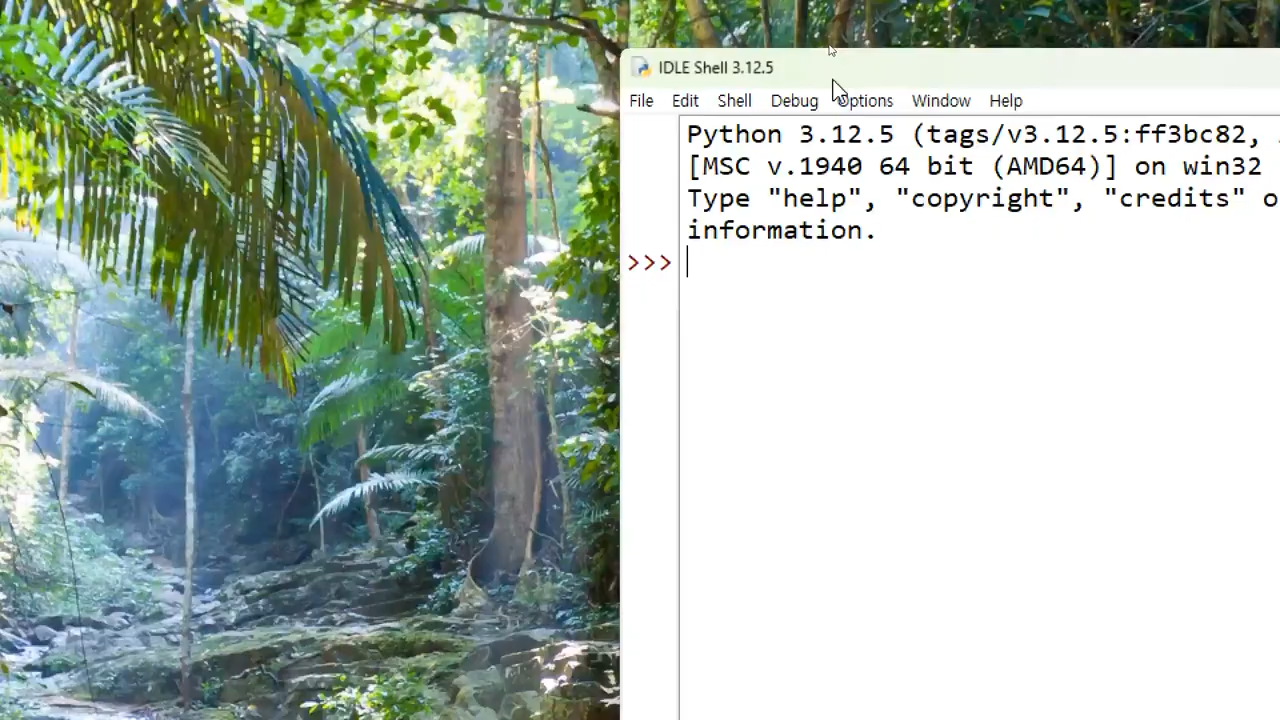 IDLE Shell 3.12.5
File Edit Shell Debug Options Window Help
Python 3.12.5 (tags/v3.12.5:ff3bc82,
[MSC v.1940 64 bit (AMD64)] on win32
Type "help", "copyright", "credits" o
information.
>>>